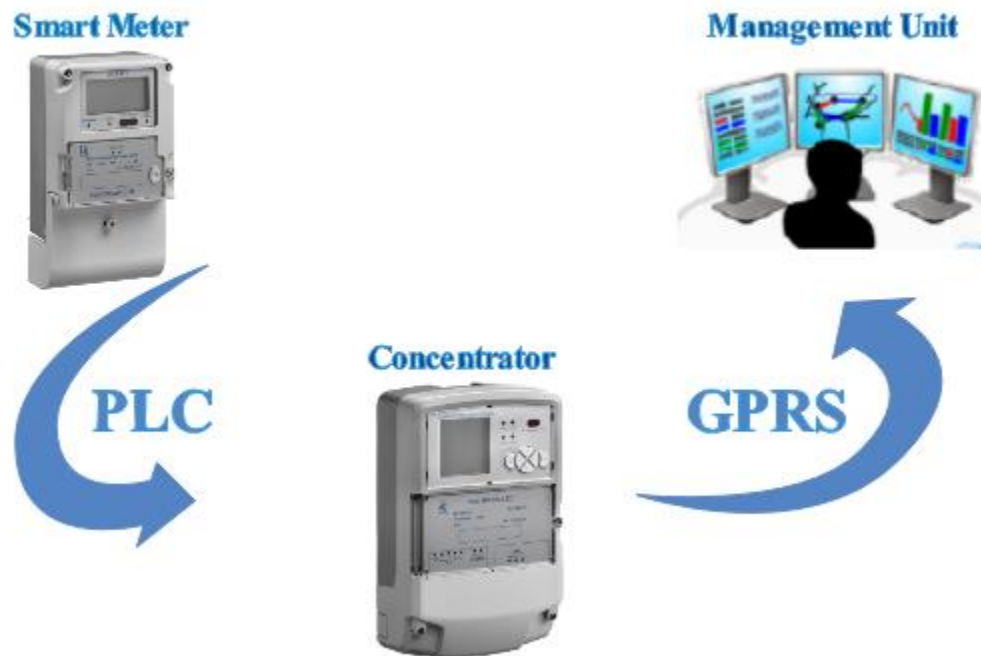 Smart Meter
Management Unit
PLC
Concentrator
GPRS